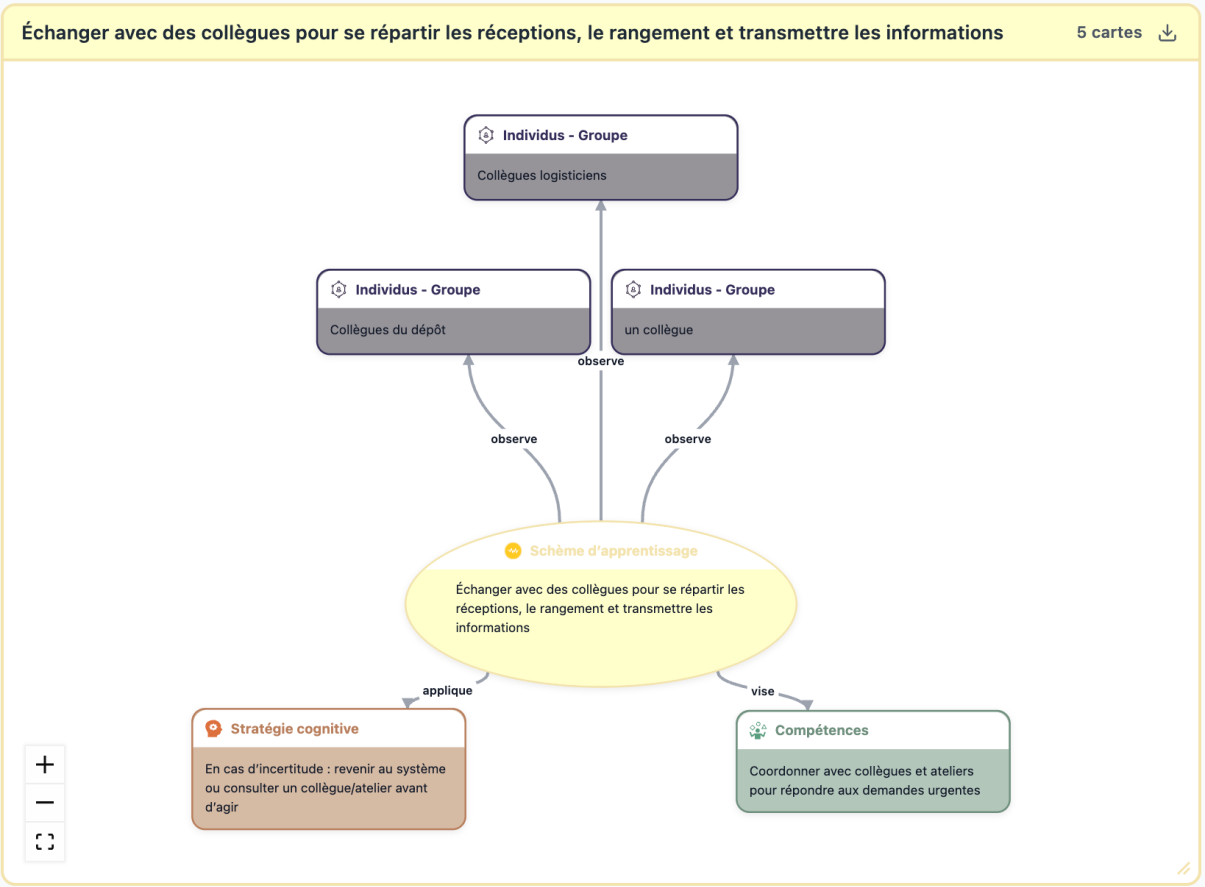 Échanger avec des collègues pour se répartir les réceptions, le rangement et transmettre les informations
5 cartes
Individus - Groupe
Collègues logisticiens
Individus - Groupe
Collègues du dépôt
Individus - Groupe
un collègue
observe
observe
observe
Schème d'apprentissage
Échanger avec des collègues pour se répartir les
réceptions, le rangement et transmettre les
informations
applique
vise
Stratégie cognitive
En cas d'incertitude : revenir au système
ou consulter un collègue/atelier avant
d'agir
Compétences
Coordonner avec collègues et ateliers
pour répondre aux demandes urgentes